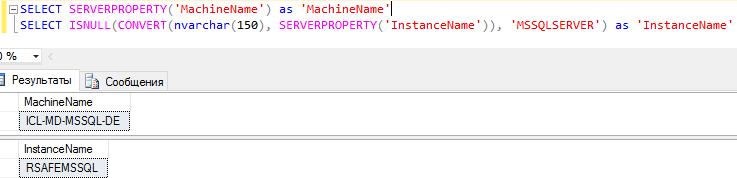 SELECT SERVERPROPERTY('MachineName') as 'MachineName'
SELECT ISNULL(CONVERT(nvarchar(150), SERVERPROPERTY('InstanceName')), 'MSSQLSERVER') as 'InstanceName'
0 %
Результаты Сообщения
MachineName
ICL-MD-MSSQL-DE
InstanceName
RSAFEMSSQL